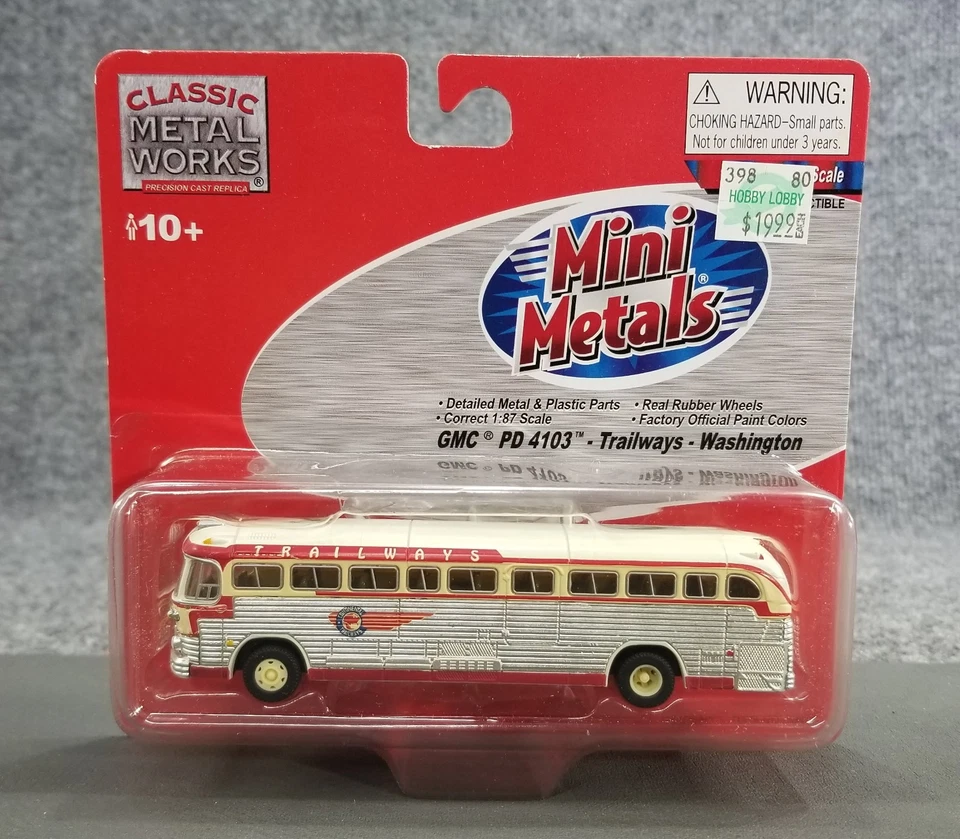 CLASSIC
METAL
WORKS®
PRECISION CAST REPLICA
10+
WARNING:
CHOKING HAZARD–Small parts.
Not for children under 3 years.
Scale
398 80
HOBBY LOBBY
$19.99 EACH
Mini
Metals®
• Detailed Metal & Plastic Parts • Real Rubber Wheels
• Correct 1:87 Scale • Factory Official Paint Colors
GMC® PD 4103™ - Trailways - Washington
TRAILWAYS